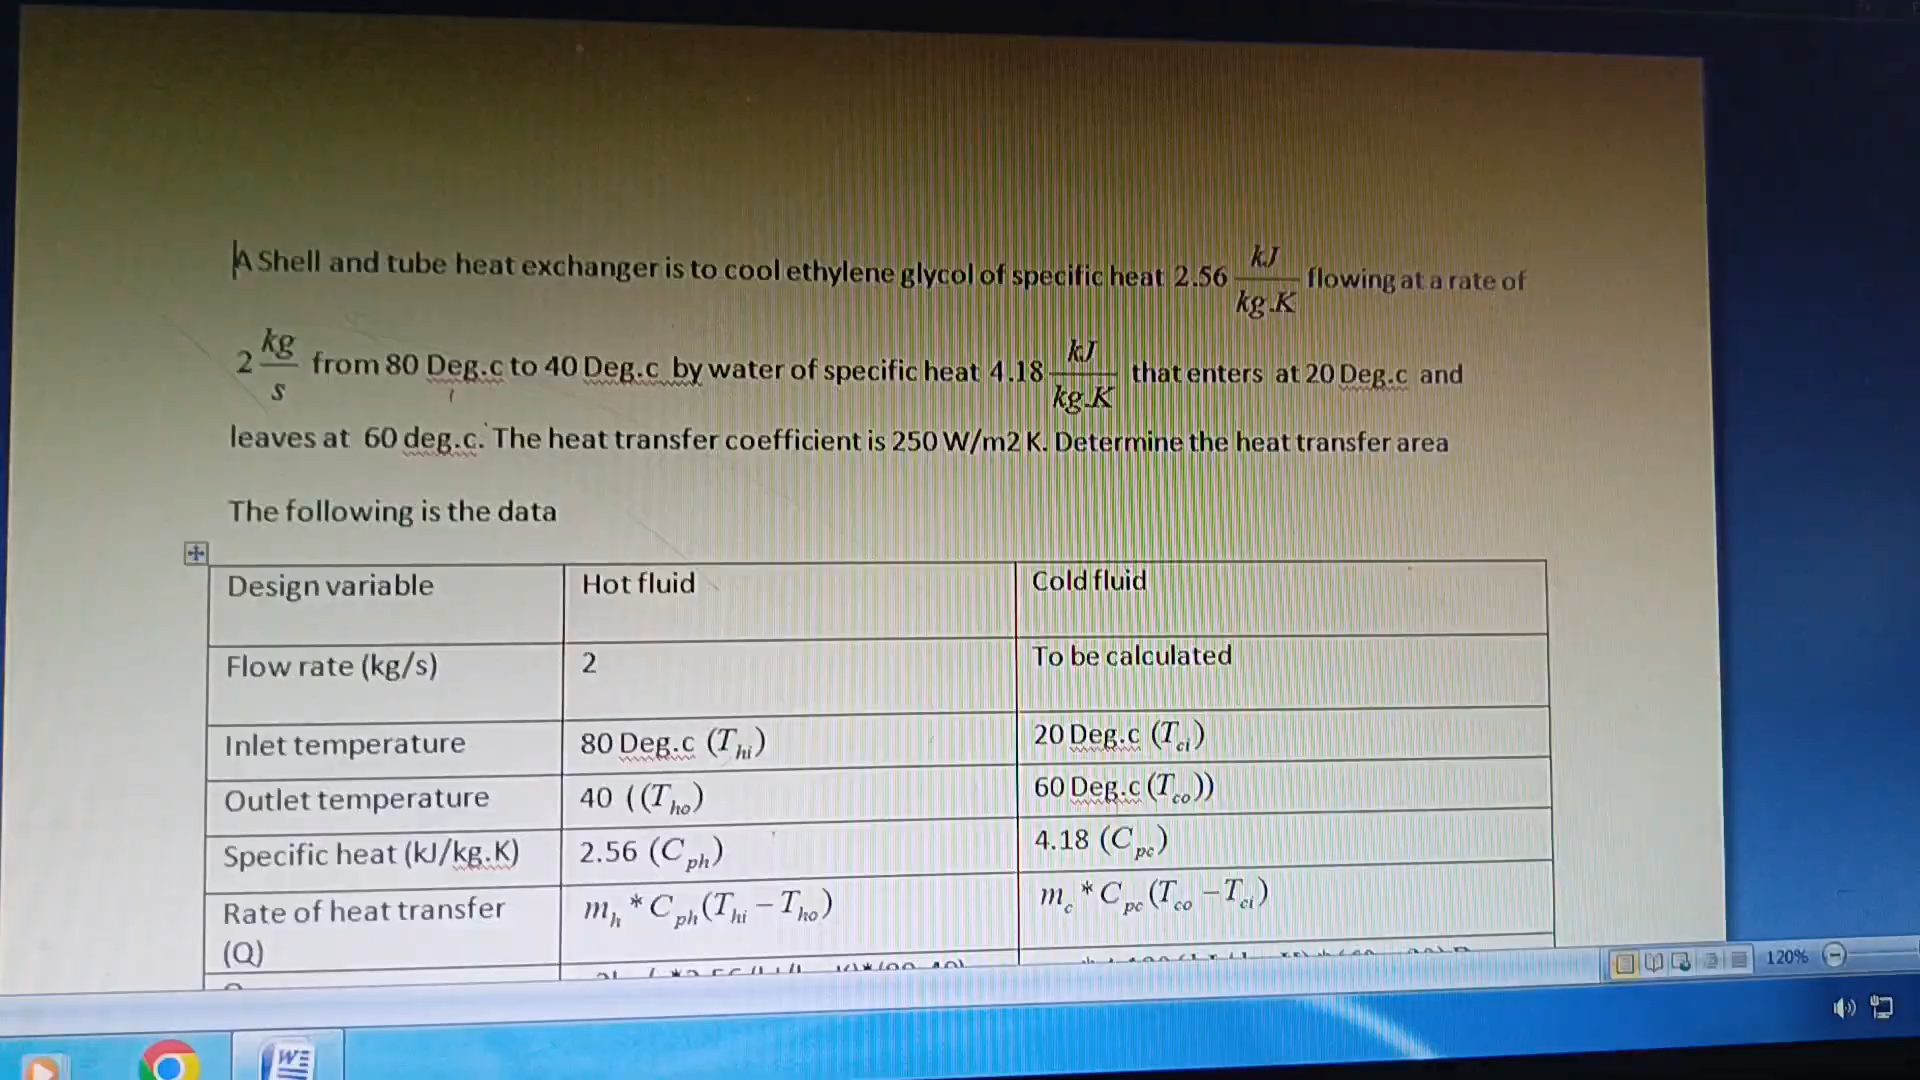 A Shell and tube heat exchanger is to cool ethylene glycol of specific heat 2.56 kJ/kg.K flowing at a rate of
2 kg/s from 80 Deg.c to 40 Deg.c by water of specific heat 4.18 kJ/kg.K that enters at 20 Deg.c and
leaves at 60 deg.c. The heat transfer coefficient is 250 W/m2 K. Determine the heat transfer area
The following is the data
Design variable Hot fluid Cold fluid
Flow rate (kg/s) 2 To be calculated
Inlet temperature 80 Deg.c (T_hi) 20 Deg.c (T_ci)
Outlet temperature 40 ((T_ho) 60 Deg.c (T_co))
Specific heat (kJ/kg.K) 2.56 (C_ph) 4.18 (C_pc)
Rate of heat transfer m_h * C_ph (T_hi − T_ho) m_c * C_pc (T_co − T_ci)
(Q)
120%